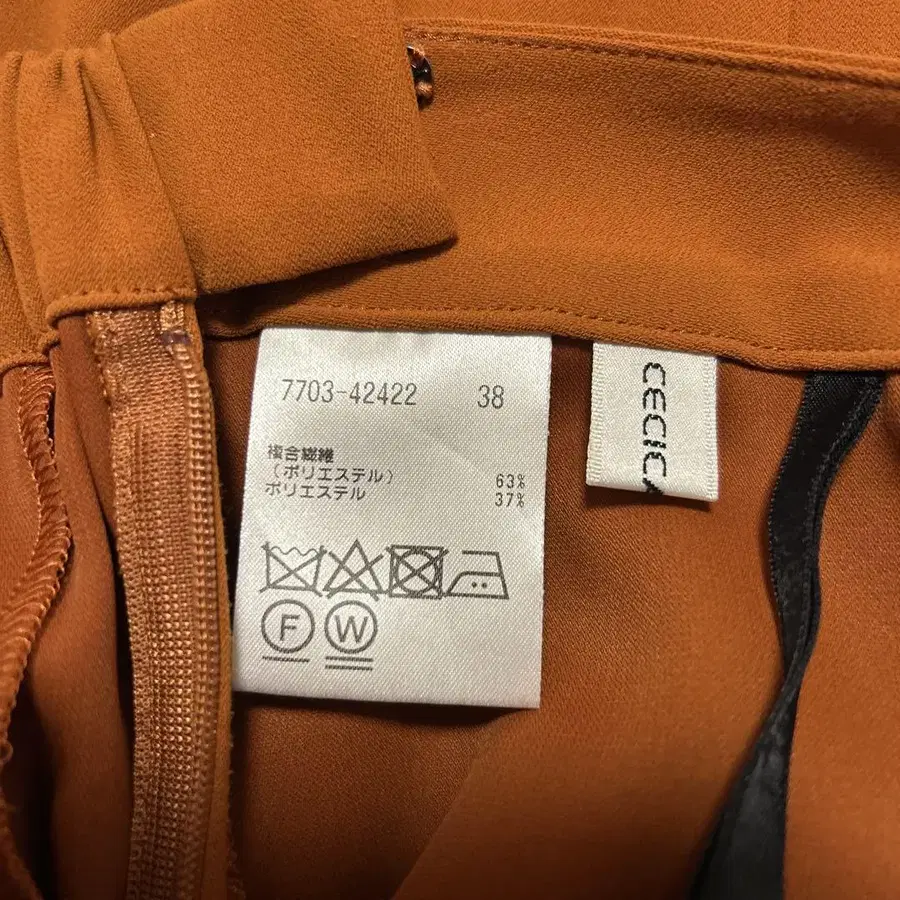 7703-42422 38
複合繊維
(ポリエステル) 63%
ポリエステル 37%
F W
CECICA